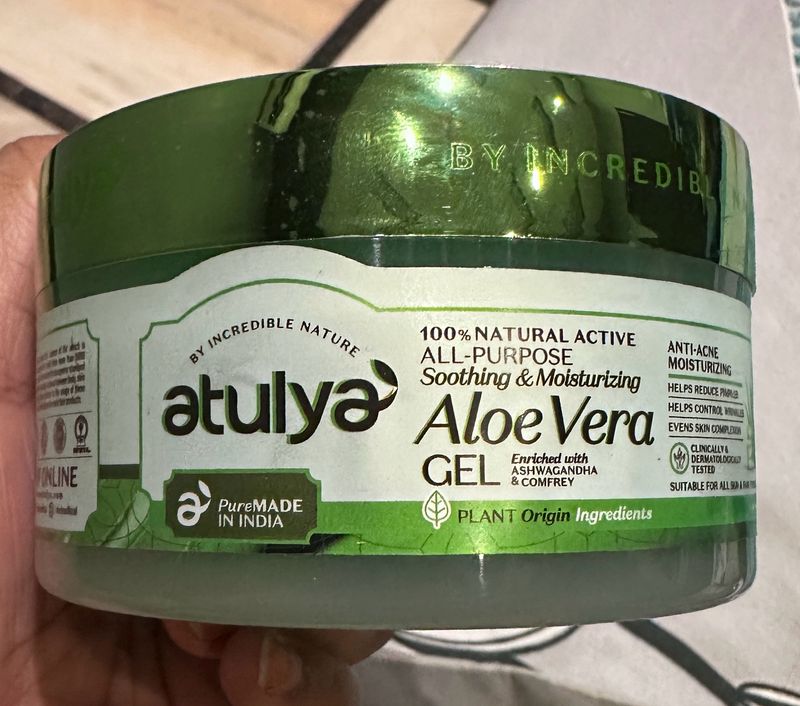 BY INCREDIBL
BY INCREDIBLE NATURE
atulya
PureMADE
IN INDIA
100% NATURAL ACTIVE
ALL-PURPOSE
Soothing & Moisturizing
Aloe Vera
GEL
Enriched with
ASHWAGANDHA
& COMFREY
PLANT Origin Ingredients
ANTI-ACNE
MOISTURIZING
HELPS REDUCE PIMPLES
HELPS CONTROL WRINKLES
EVENS SKIN COMPLEXION
CLINICALLY &
DERMATOLOGICALLY
TESTED
SUITABLE FOR ALL SKIN &
ONLINE